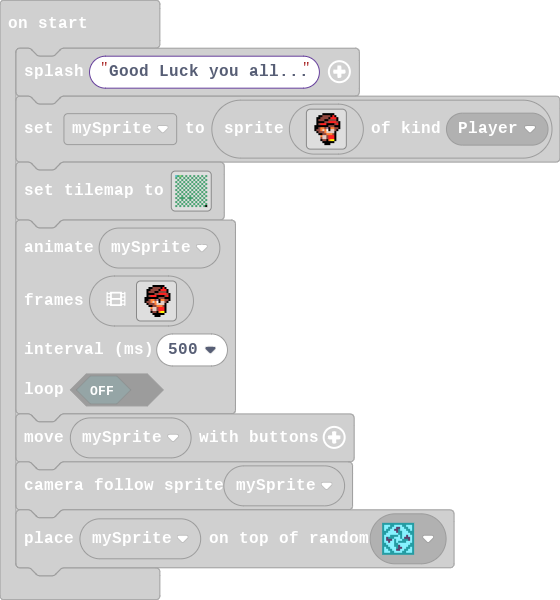 on start
splash "Good Luck you all..."
set mySprite to sprite of kind Player
set tilemap to
animate mySprite
frames
interval (ms) 500
loop OFF
move mySprite with buttons
camera follow sprite mySprite
place mySprite on top of random